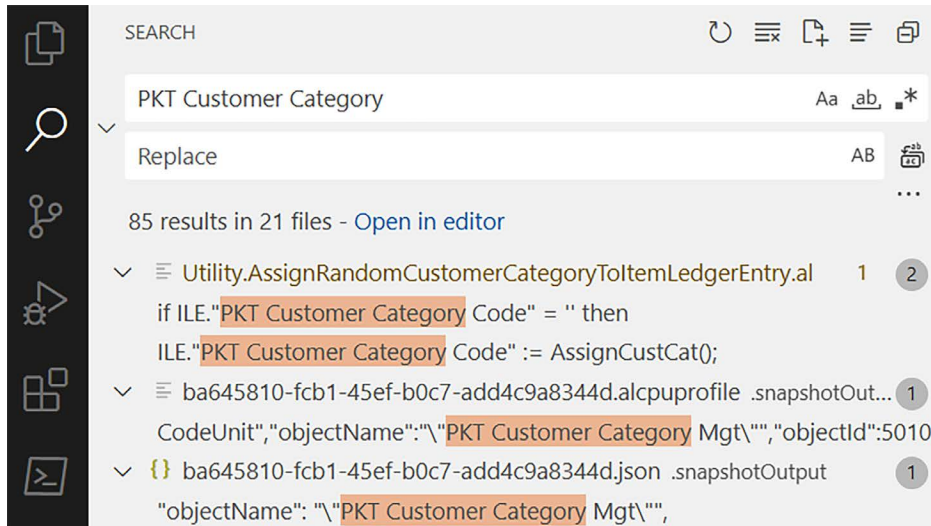 SEARCH
PKT Customer Category Aa ab *
Replace AB
...
85 results in 21 files - Open in editor
Utility.AssignRandomCustomerCategoryToItemLedgerEntry.al 1 2
if ILE."PKT Customer Category Code" = '' then
ILE."PKT Customer Category Code" := AssignCustCat();
ba645810-fcb1-45ef-b0c7-add4c9a8344d.alcpuprofile .snapshotOut... 1
CodeUnit","objectName":"\"PKT Customer Category Mgt\"","objectId":5010
{} ba645810-fcb1-45ef-b0c7-add4c9a8344d.json .snapshotOutput 1
"objectName": "\"PKT Customer Category Mgt\"",